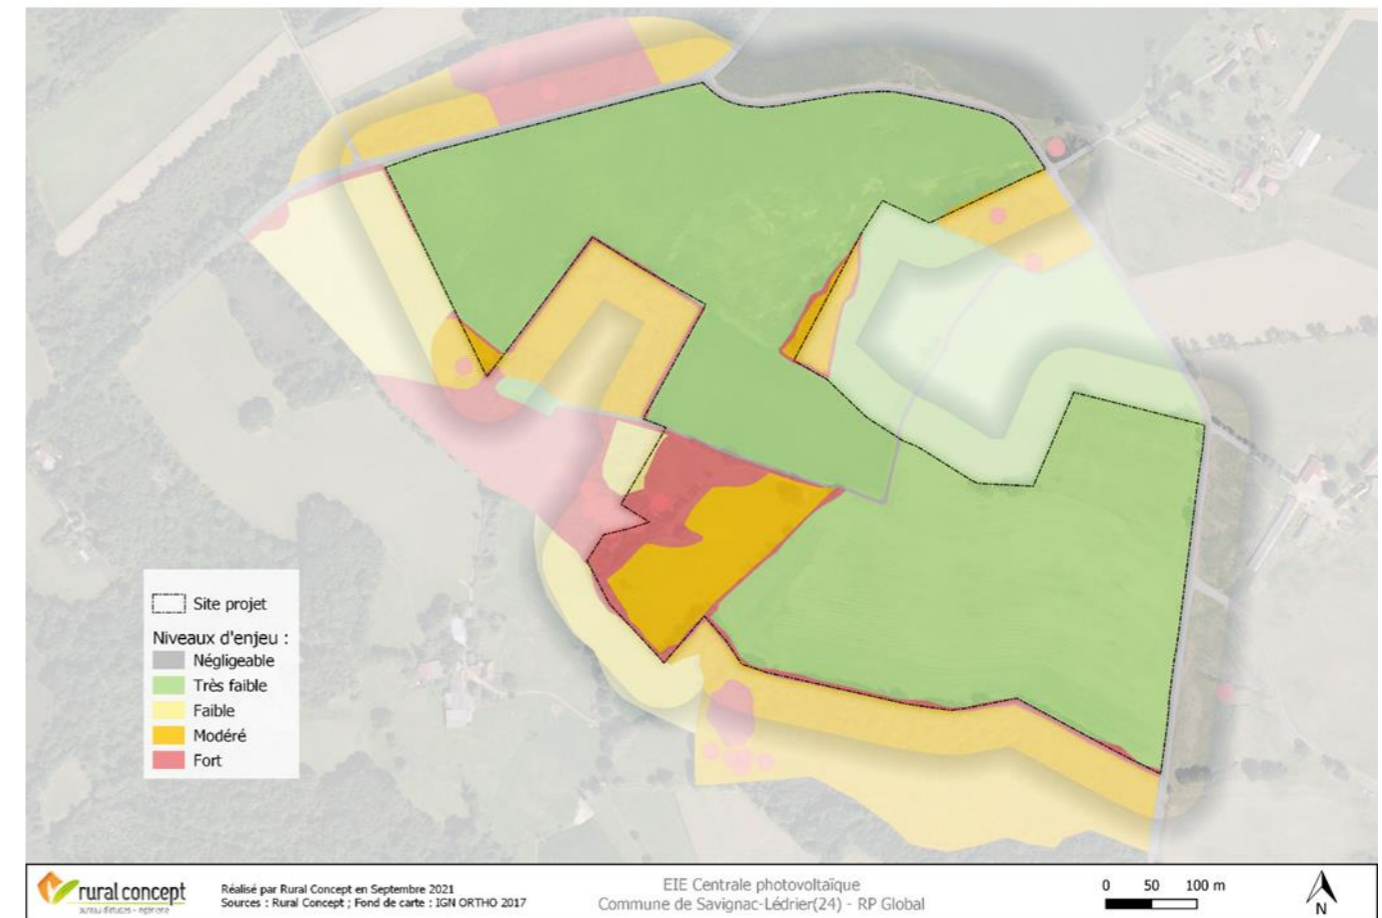 Site projet
Niveaux d'enjeu :
Négligeable
Très faible
Faible
Modéré
Fort
rural concept
Réalisé par Rural Concept en Septembre 2021
Sources : Rural Concept ; Fond de carte : IGN ORTHO 2017
EIE Centrale photovoltaïque
Commune de Savignac-Lédrier(24) - RP Global
0 50 100 m
N